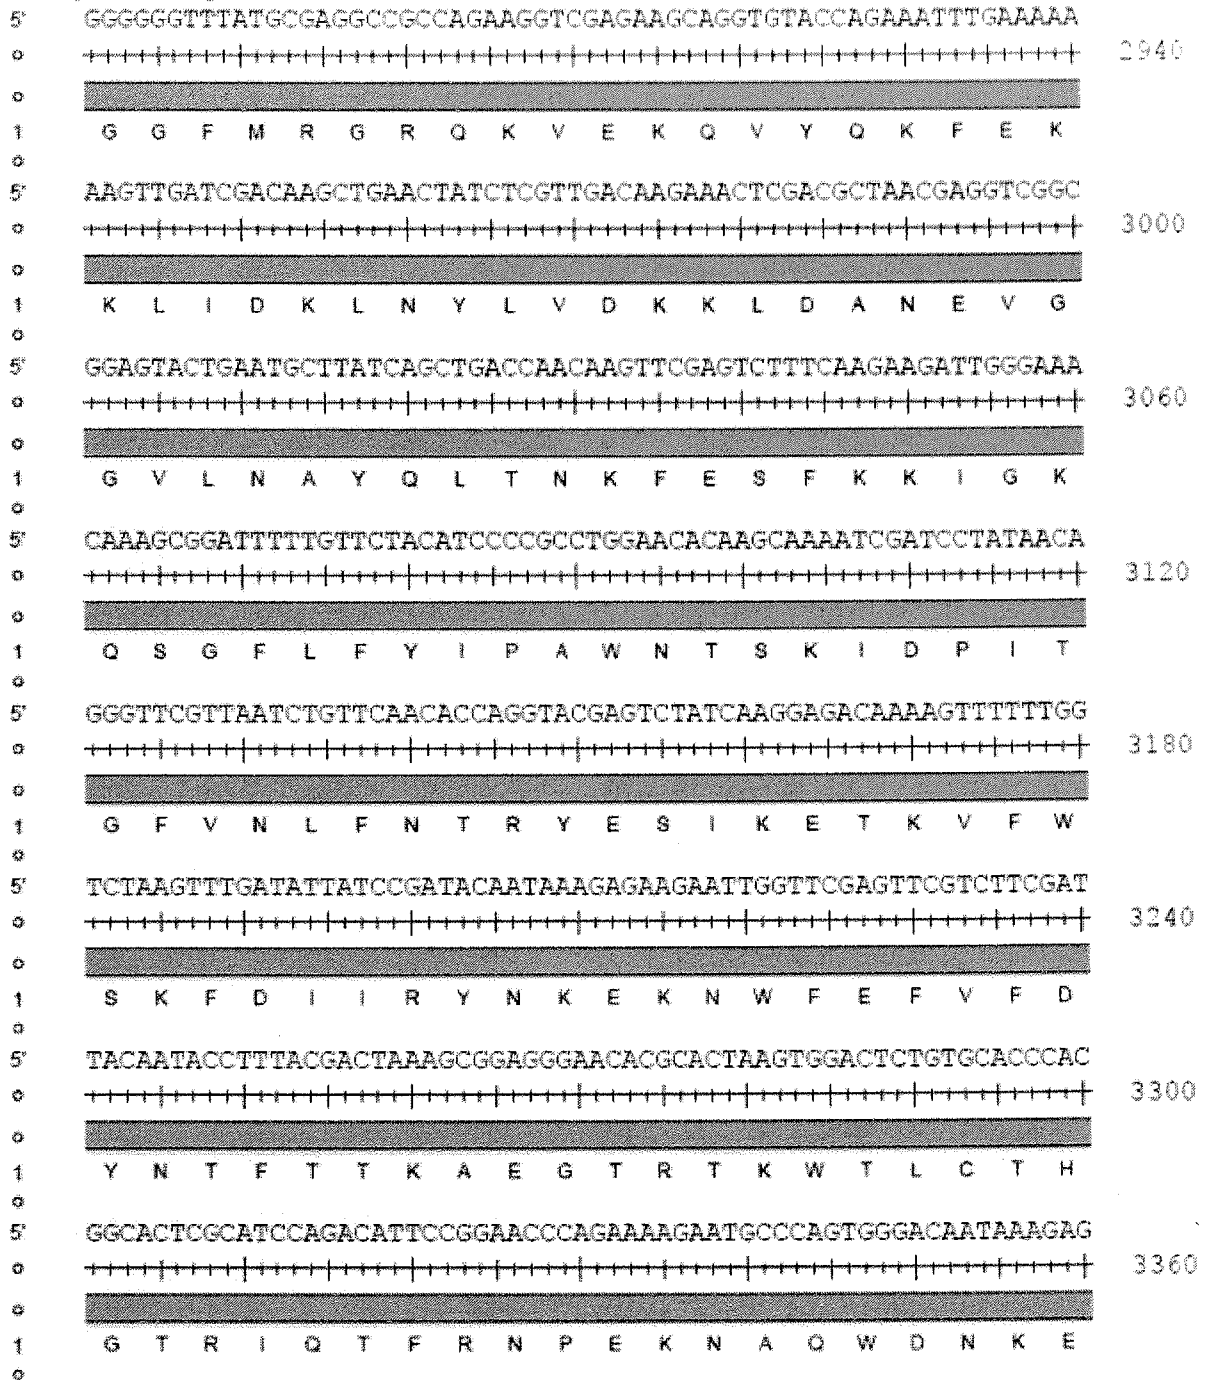 5' GGGGGGTTTATGCGAGGCCGCCAGAAGGTCGAGAAGCAGGTGTACCAGAAATTTGAAAAA
2940
1 G G F M R G R Q K V E K Q V Y Q K F E K
5' AAGTTGATCGACAAGCTGAACTATCTCGTTGACAAGAAACTCGACGCTAACGAGGTCGGC
3000
1 K L I D K L N Y L V D K K L D A N E V G
5' GGAGTACTGAATGCTTATCAGCTGACCAACAAGTTCGAGTCTTTCAAGAAGATTGGGAAA
3060
1 G V L N A Y Q L T N K F E S F K K I G K
5' CAAAGCGGATTTTTGTTCTACATCCCCGCCTGGAACACAAGCAAAATCGATCCTATAACA
3120
1 Q S G F L F Y I P A W N T S K I D P I T
5' GGGTTCGTTAATCTGTTCAACACCAGGTACGAGTCTATCAAGGAGACAAAAGTTTTTTGG
3180
1 G F V N L F N T R Y E S I K E T K V F W
5' TCTAAGTTTGATATTATCCGATACAATAAAGAGAAGAATTGGTTCGAGTTCGTCTTCGAT
3240
1 S K F D I I R Y N K E K N W F E F V F D
5' TACAATACCTTTACGACTAAAGCGGAGGGAACACGCACTAAGTGGACTCTGTGCACCCAC
3300
1 Y N T F T T K A E G T R T K W T L C T H
5' GGCACTCGCATCCAGACATTCCGGAACCCAGAAAAGAATGCCCAGTGGGACAATAAAGAG
3360
1 G T R I Q T F R N P E K N A Q W D N K E